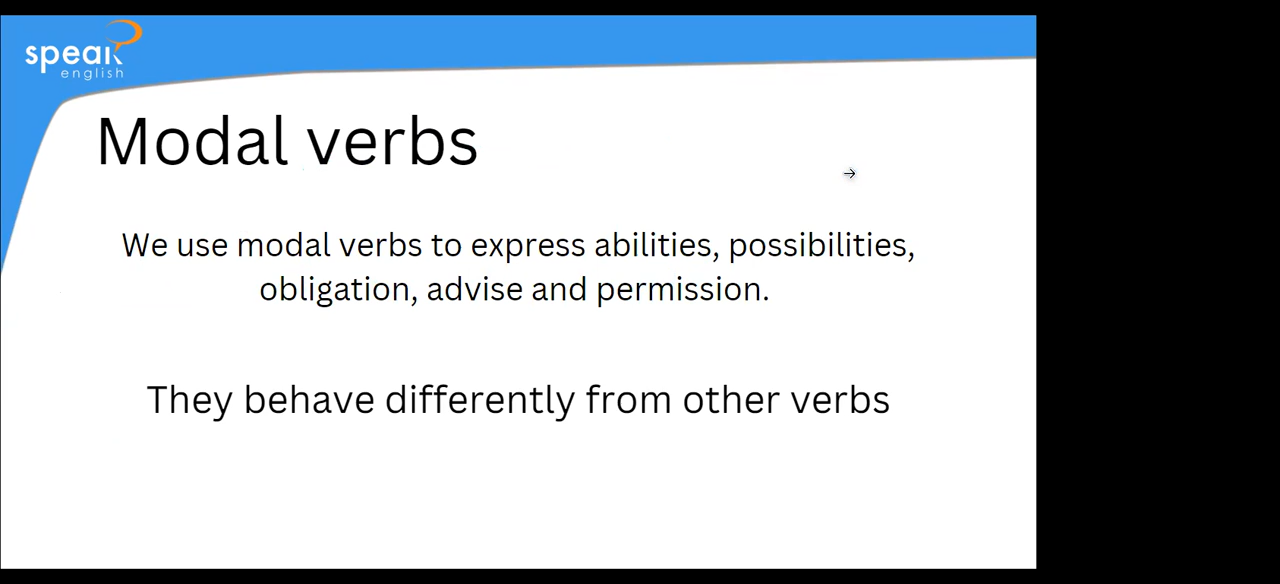 speak
english
Modal verbs
We use modal verbs to express abilities, possibilities,
obligation, advise and permission.
They behave differently from other verbs